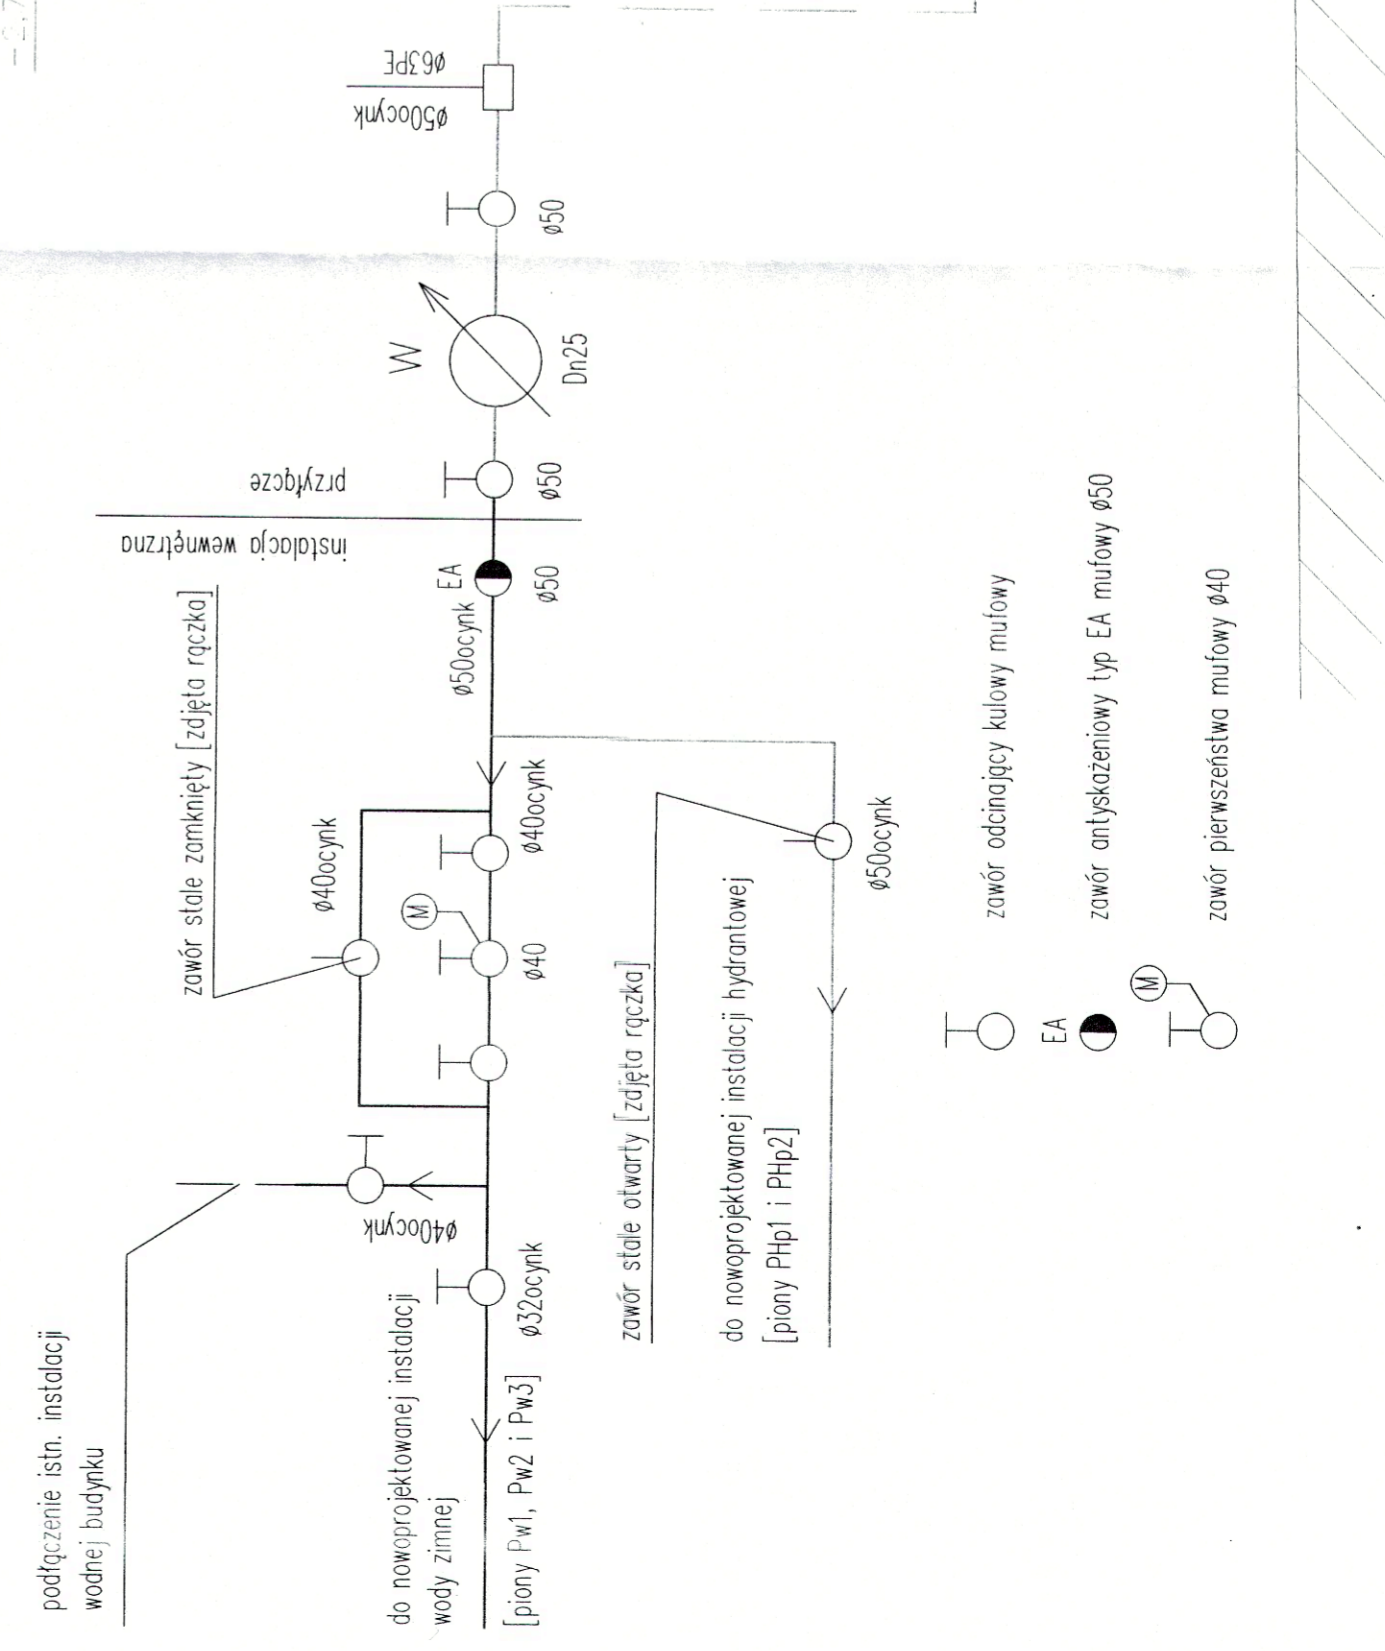 podłączenie istn. instalacji
wodnej budynku
do nowoprojektowanej instalacji
wody zimnej
[piony Pw1, Pw2 i Pw3]
ø32ocynk
ø40ocynk
zawór stale zamknięty [zdjęta rączka]
ø40ocynk
M
ø40
ø40ocynk
instalacja wewnętrzna
przyłącze
EA
ø50
ø50ocynk
ø50
W
Dn25
ø50
ø50ocynk
ø63PE
zawór stale otwarty [zdjęta rączka]
do nowoprojektowanej instalacji hydrantowej
[piony PHp1 i PHp2]
ø50ocynk
zawór odcinający kulowy mufowy
EA
zawór antyskażeniowy typ EA mufowy ø50
M
zawór pierwszeństwa mufowy ø40